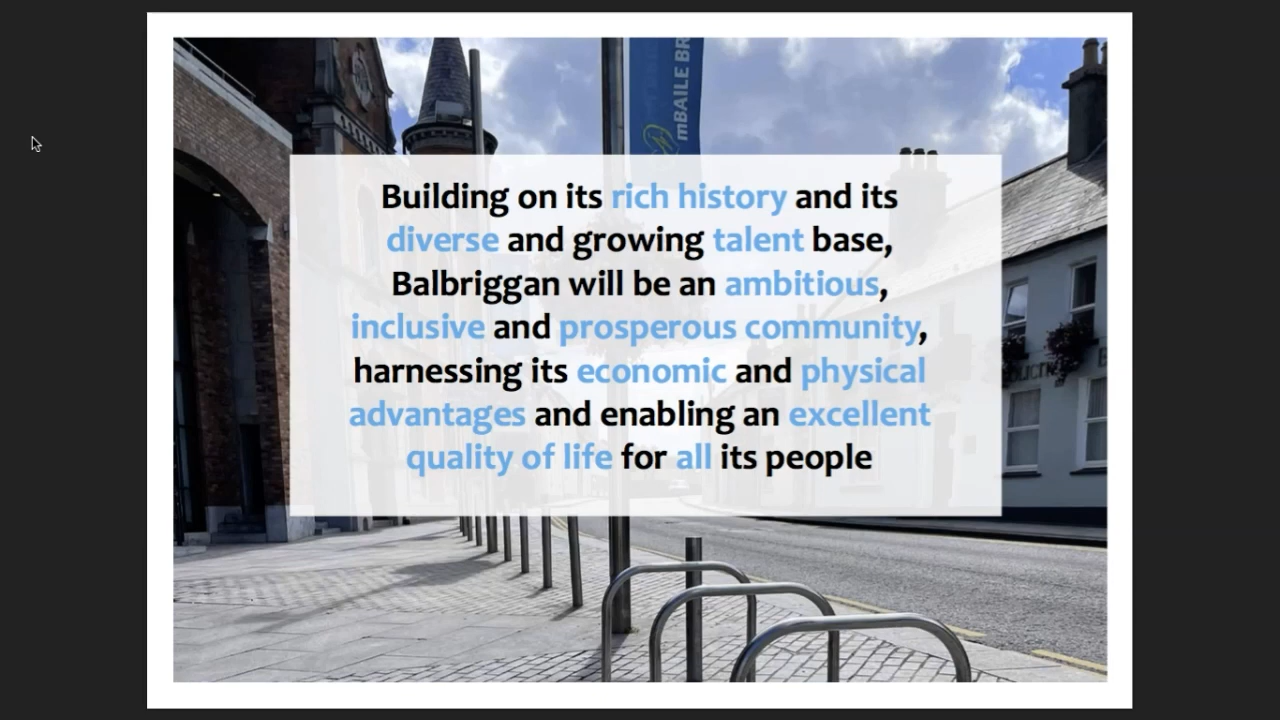 mBAILE BR
Building on its rich history and its
diverse and growing talent base,
Balbriggan will be an ambitious,
inclusive and prosperous community,
harnessing its economic and physical
advantages and enabling an excellent
quality of life for all its people